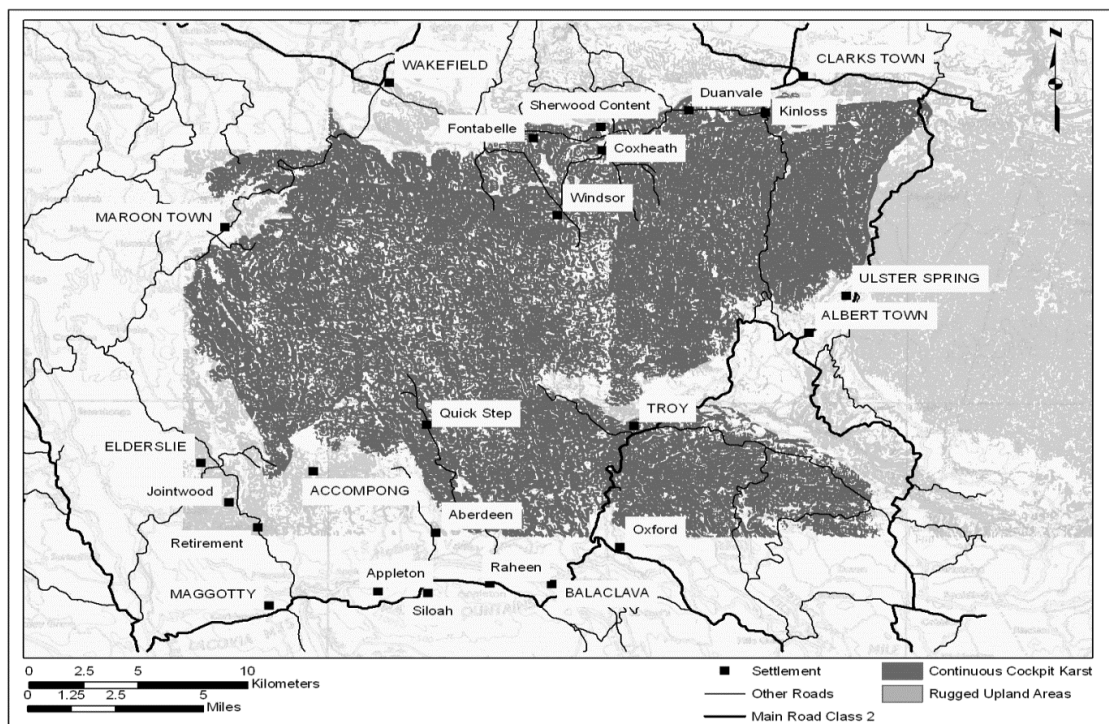 WAKEFIELD
CLARKS TOWN
Duanvale
Sherwood Content
Kinloss
Fontabelle
Coxheath
Windsor
MAROON TOWN
ULSTER SPRING
ALBERT TOWN
Quick Step
TROY
ELDERSLIE
ACCOMPONG
Jointwood
Aberdeen
Retirement
Oxford
Raheen
Appleton
MAGGOTTY
BALACLAVA
Siloah
N
0 2.5 5 10
Kilometers
0 1.25 2.5 5
Miles
Settlement
Other Roads
Main Road Class 2
Continuous Cockpit Karst
Rugged Upland Areas